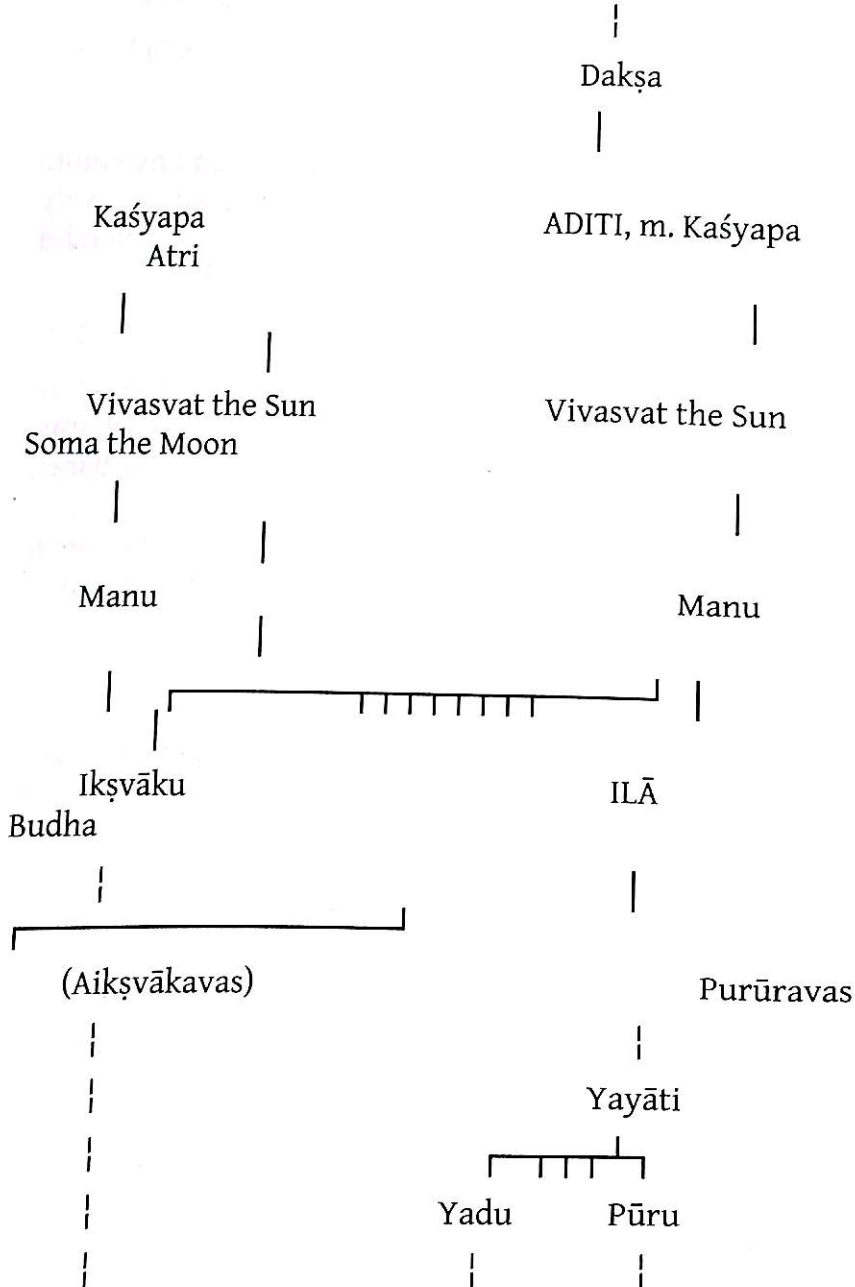 Dakṣa
Kaśyapa
Atri
ADITI, m. Kaśyapa
Vivasvat the Sun
Soma the Moon
Vivasvat the Sun
Manu
Manu
Ikṣvāku
Budha
ILĀ
(Aikṣvākavas)
Purūravas
Yayāti
Yadu
Pūru